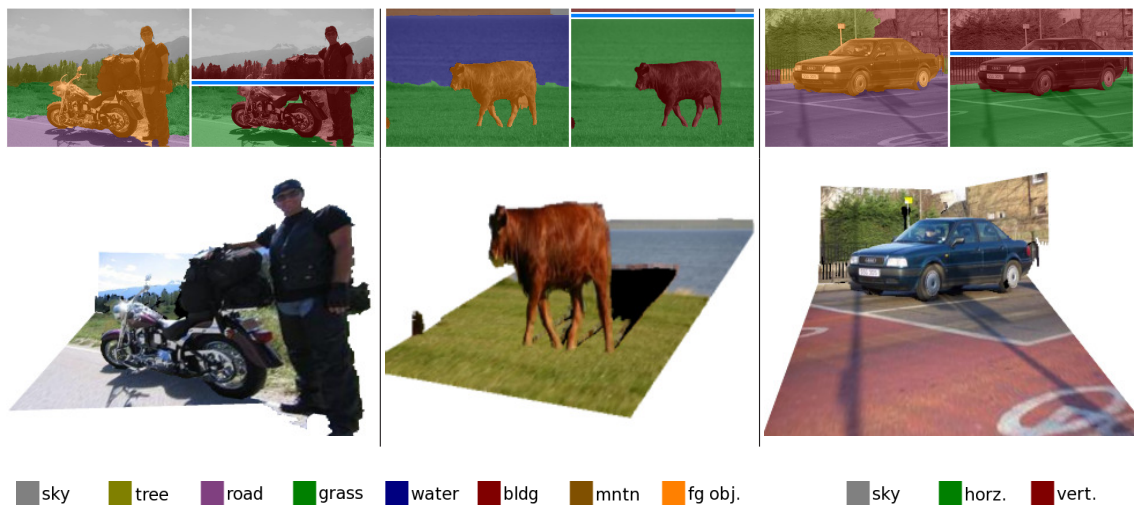 sky tree road grass water bldg mntn fg obj. sky horz. vert.